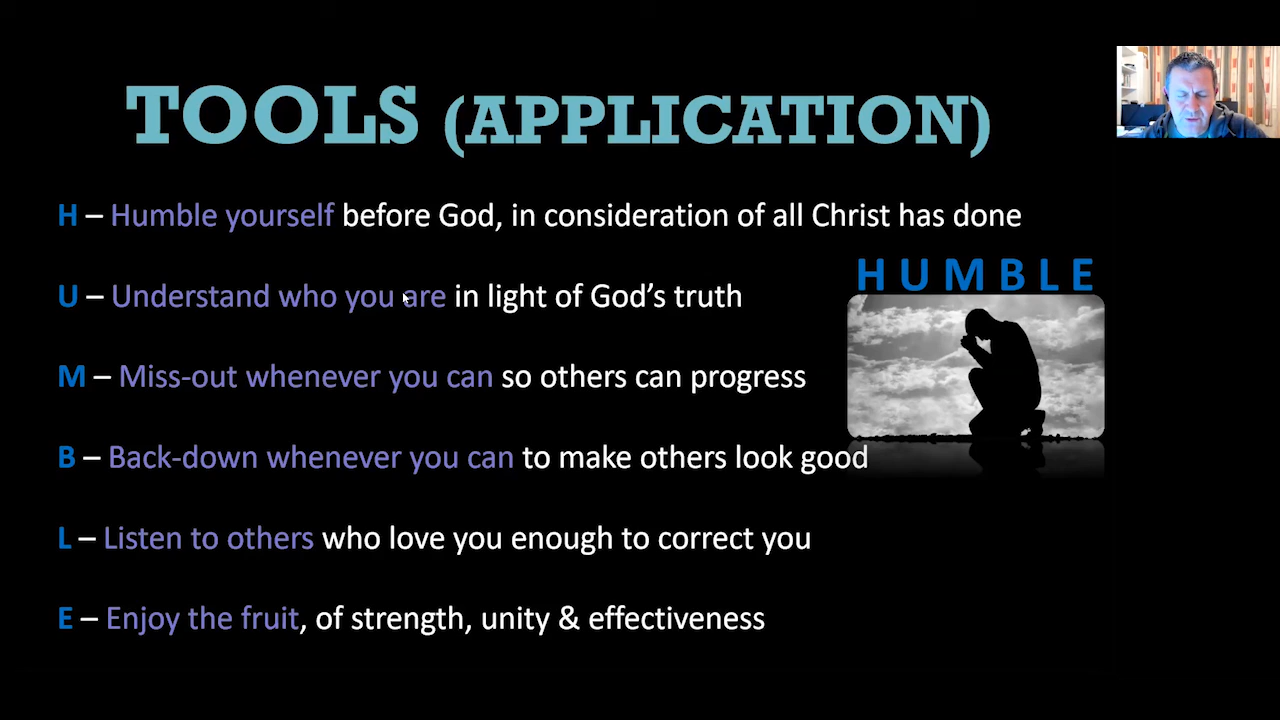 TOOLS (APPLICATION)
H – Humble yourself before God, in consideration of all Christ has done
HUMBLE
U – Understand who you are in light of God's truth
M – Miss-out whenever you can so others can progress
B – Back-down whenever you can to make others look good
L – Listen to others who love you enough to correct you
E – Enjoy the fruit, of strength, unity & effectiveness